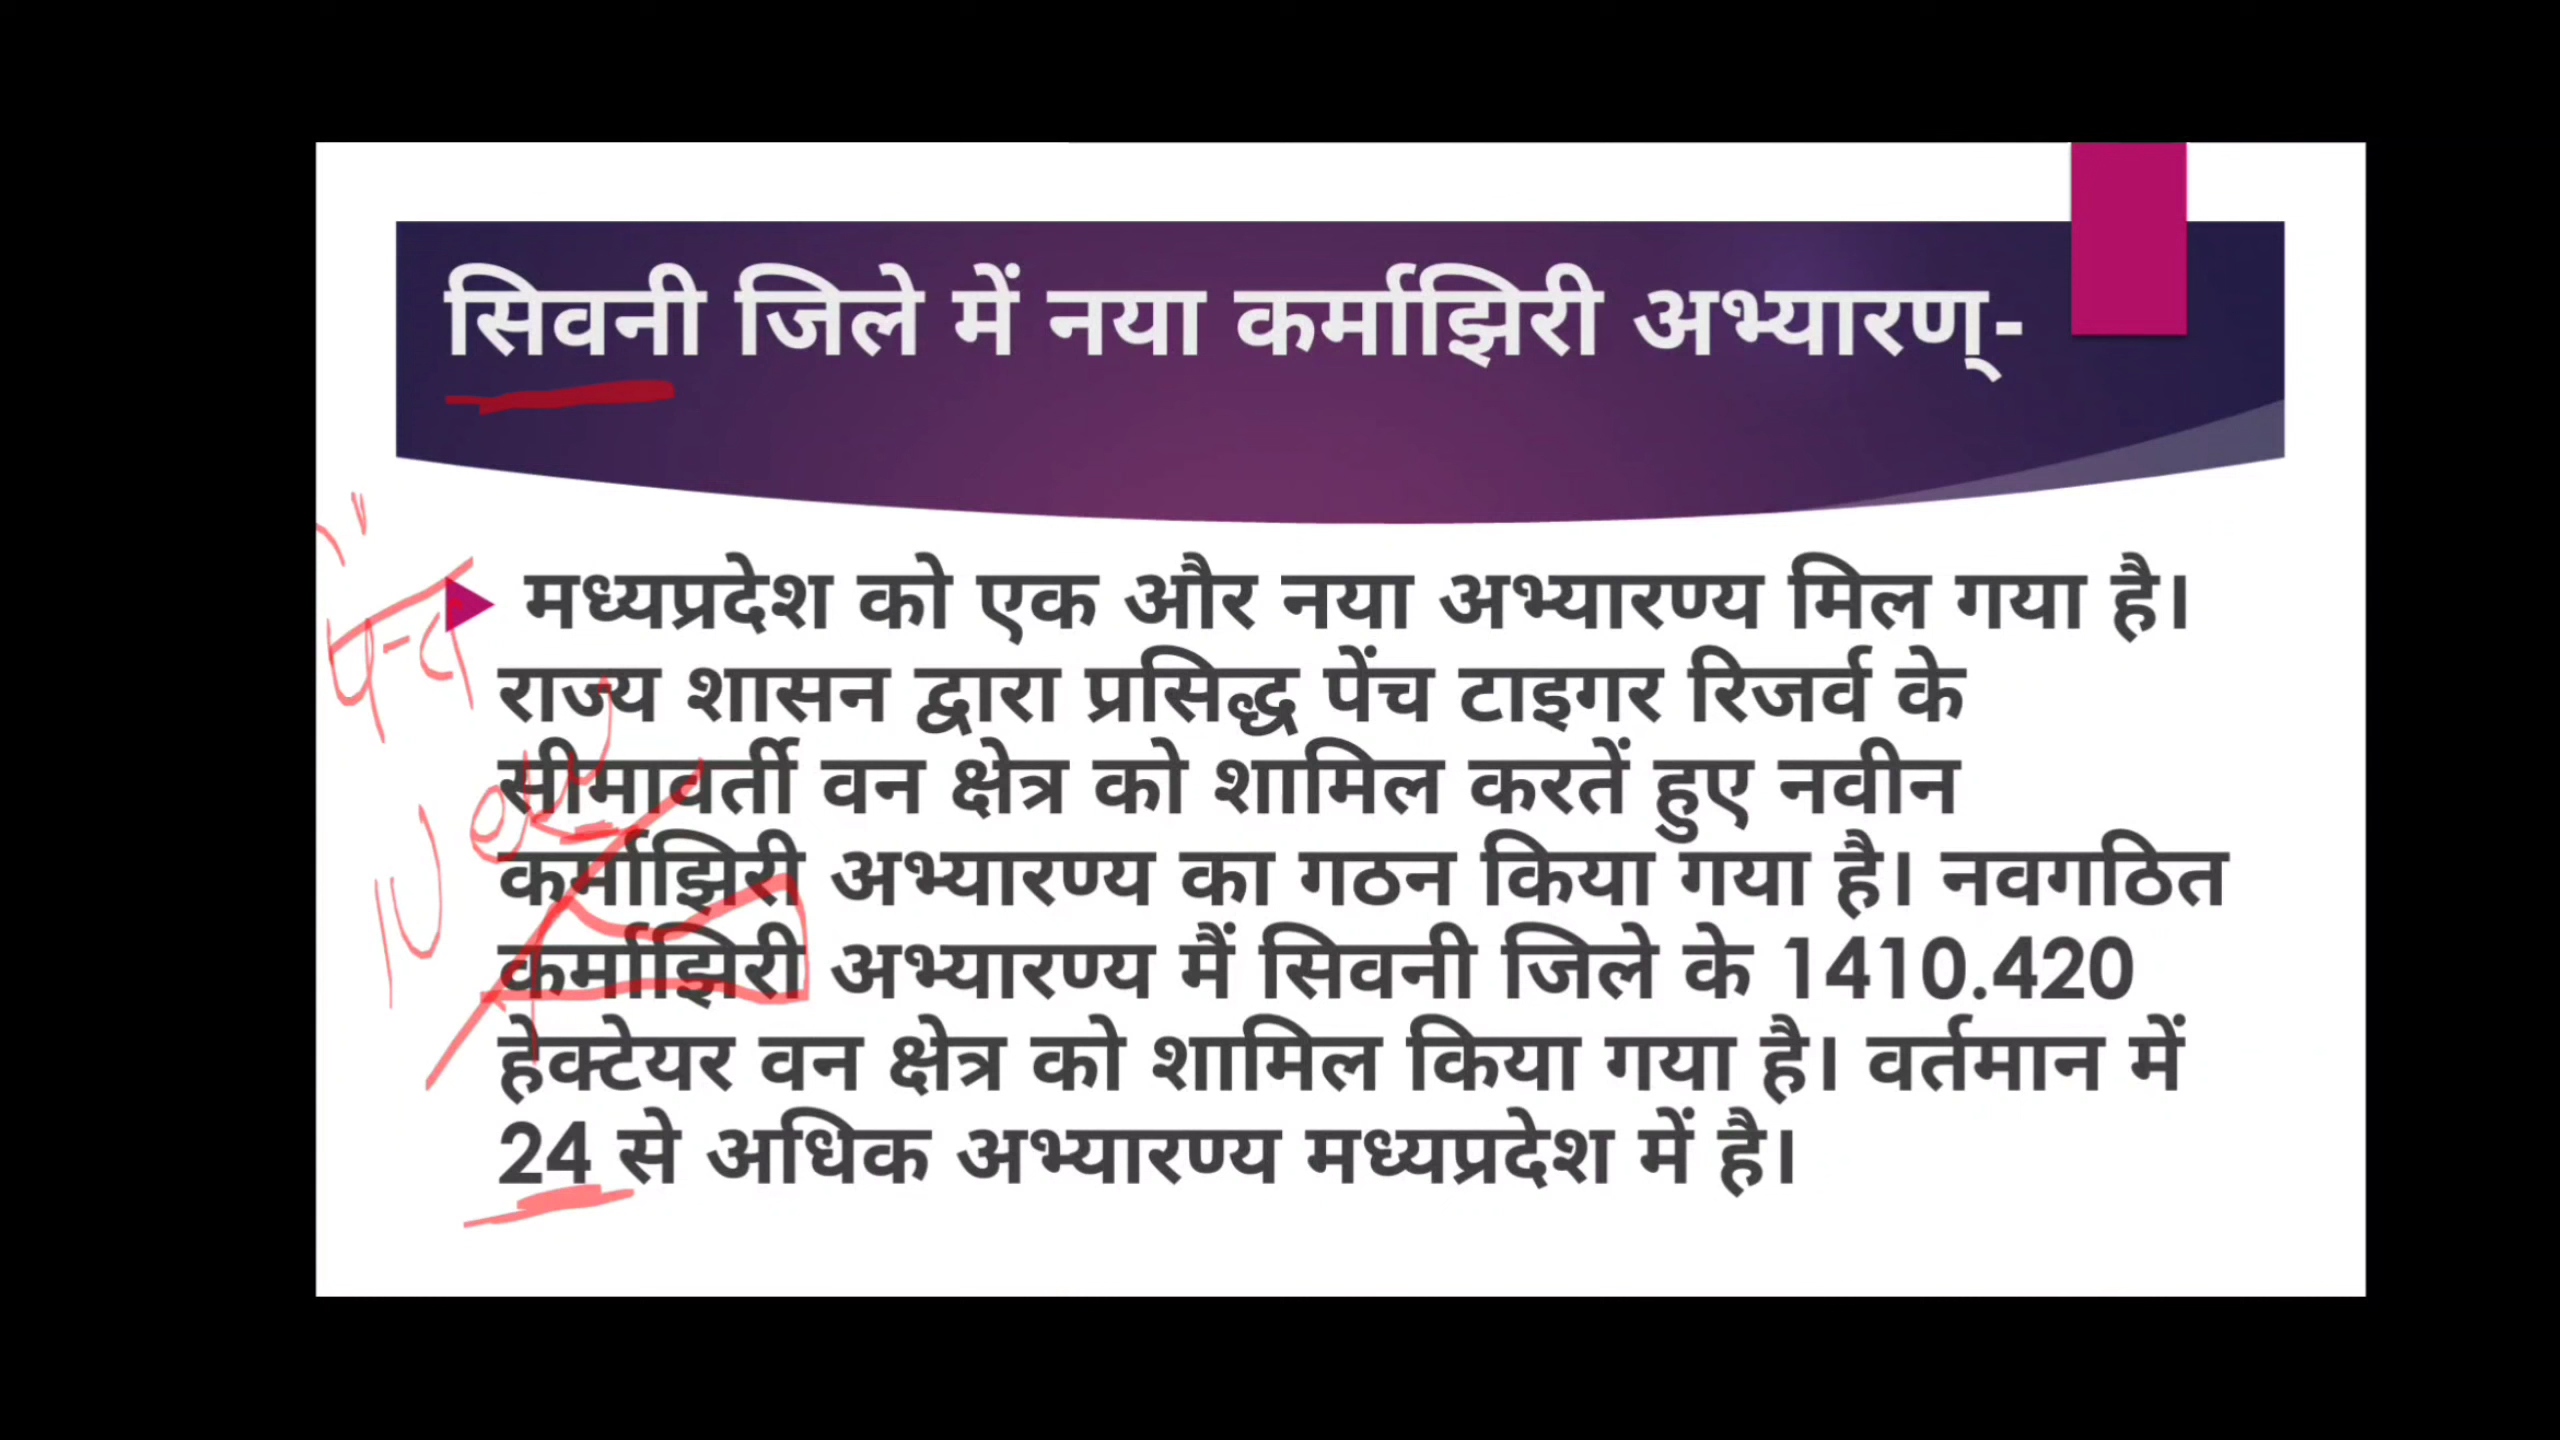 सिवनी जिले में नया कर्माझिरी अभ्यारण्-
मध्यप्रदेश को एक और नया अभ्यारण्य मिल गया है।
राज्य शासन द्वारा प्रसिद्ध पेंच टाइगर रिजर्व के
सीमावर्ती वन क्षेत्र को शामिल करतें हुए नवीन
कर्माझिरी अभ्यारण्य का गठन किया गया है। नवगठित
कर्माझिरी अभ्यारण्य मैं सिवनी जिले के 1410.420
हेक्टेयर वन क्षेत्र को शामिल किया गया है। वर्तमान में
24 से अधिक अभ्यारण्य मध्यप्रदेश में है।